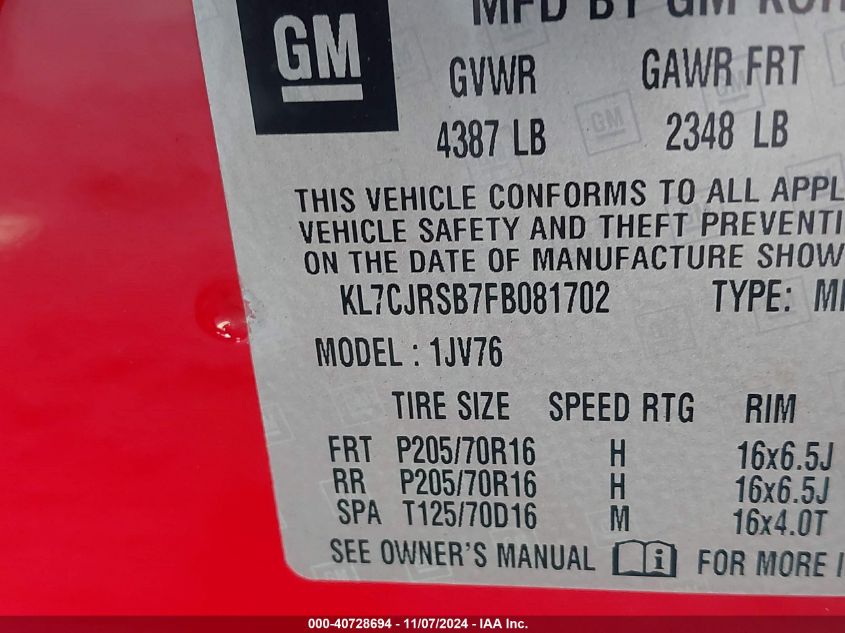 GM
MFD BY GM
GVWR GAWR FRT
4387 LB 2348 LB
THIS VEHICLE CONFORMS TO ALL
VEHICLE SAFETY AND THEFT
ON THE DATE OF MANUFACTURE
KL7CJRSB7FB081702 TYPE:
MODEL : 1JV76
TIRE SIZE SPEED RTG RIM
FRT P205/70R16 H 16x6.5J
RR P205/70R16 H 16x6.5J
SPA T125/70D16 M 16x4.0T
SEE OWNER'S MANUAL i FOR MORE
000-40728694 - 11/07/2024 - IAA Inc.